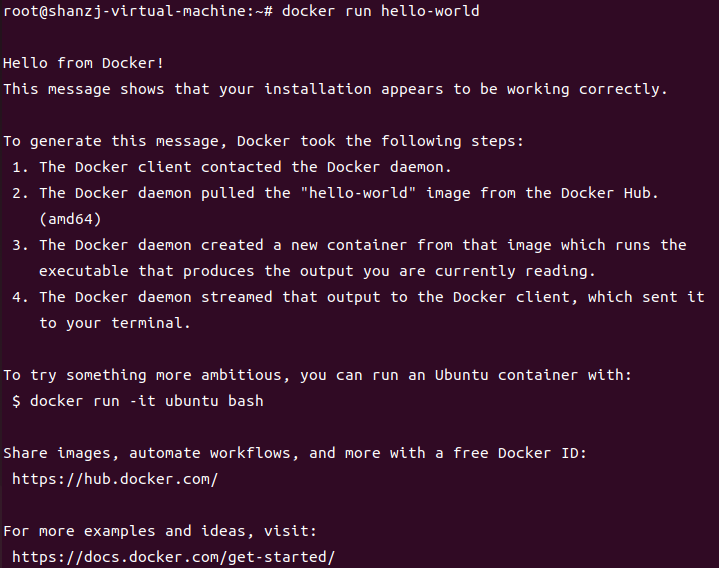 root@shanzj-virtual-machine:~# docker run hello-world
Hello from Docker!
This message shows that your installation appears to be working correctly.
To generate this message, Docker took the following steps:
1. The Docker client contacted the Docker daemon.
2. The Docker daemon pulled the "hello-world" image from the Docker Hub.
(amd64)
3. The Docker daemon created a new container from that image which runs the
executable that produces the output you are currently reading.
4. The Docker daemon streamed that output to the Docker client, which sent it
to your terminal.
To try something more ambitious, you can run an Ubuntu container with:
$ docker run -it ubuntu bash
Share images, automate workflows, and more with a free Docker ID:
https://hub.docker.com/
For more examples and ideas, visit:
https://docs.docker.com/get-started/